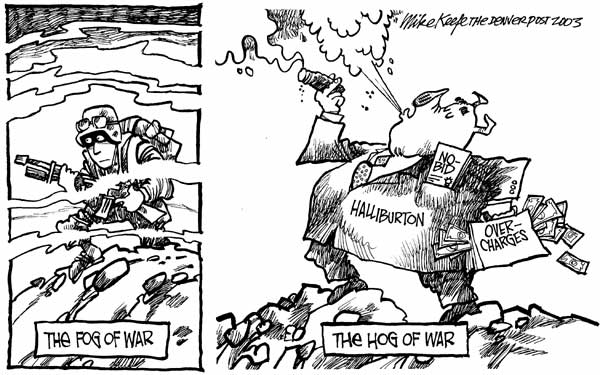 THE FOG OF WAR
Mike Keefe THE DENVER POST 2003
NO-
BID
HALLIBURTON
OVER-
CHARGES
THE HOG OF WAR